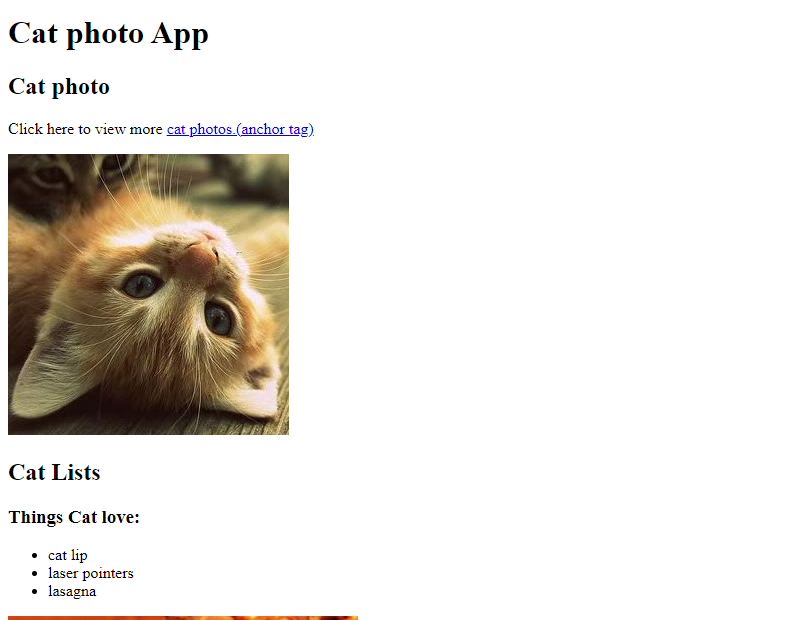 Cat photo App
Cat photo
Click here to view more cat photos.(anchor tag)
Cat Lists
Things Cat love:
cat lip
laser pointers
lasagna